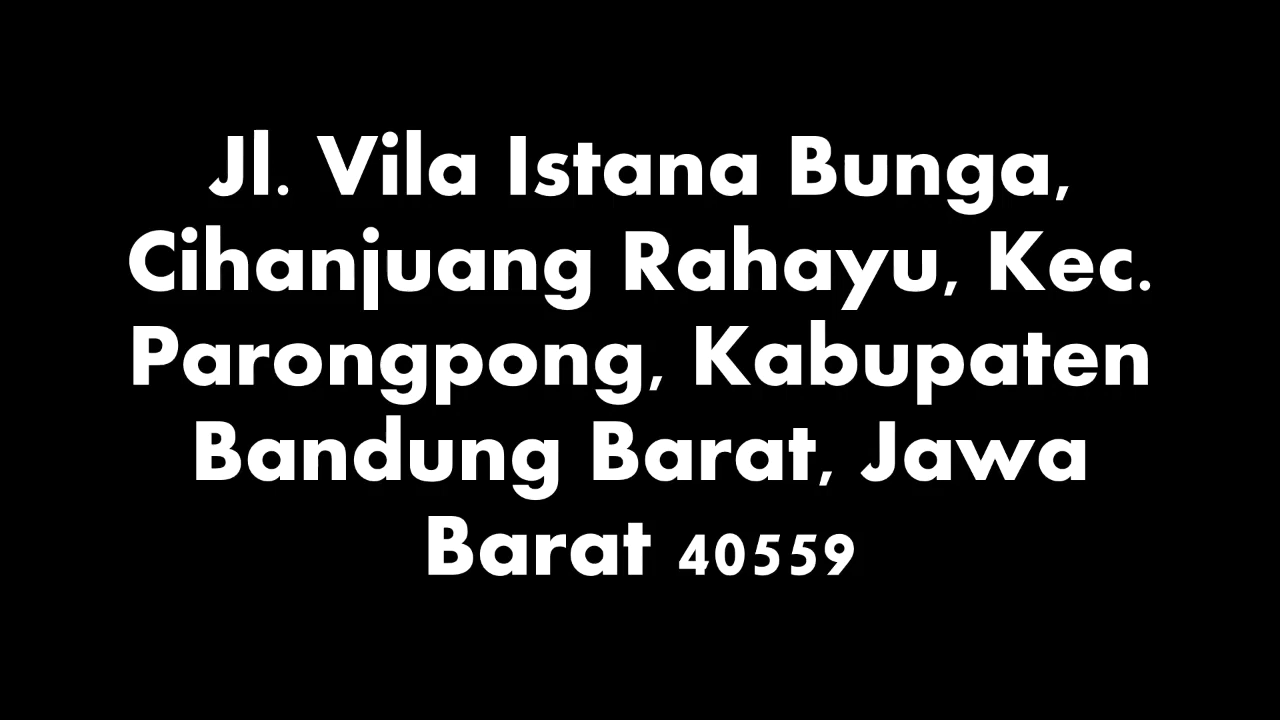 Jl. Vila Istana Bunga,
Cihanjuang Rahayu, Kec.
Parongpong, Kabupaten
Bandung Barat, Jawa
Barat 40559